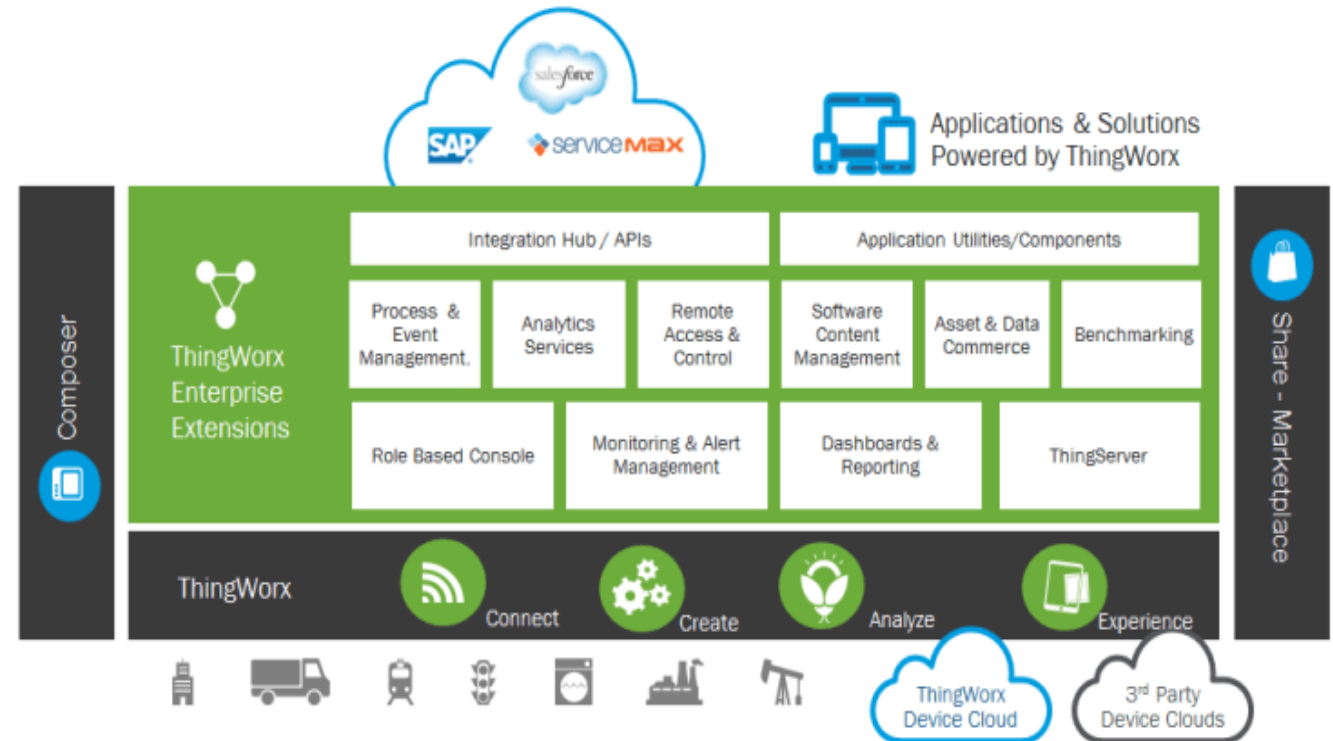 salesforce
SAP
servicemax
Applications & Solutions
Powered by ThingWorx
Composer
ThingWorx
Enterprise
Extensions
Integration Hub / APIs
Application Utilities/Components
Process &
Event
Management.
Analytics
Services
Remote
Access &
Control
Software
Content
Management
Asset & Data
Commerce
Benchmarking
Role Based Console
Monitoring & Alert
Management
Dashboards &
Reporting
ThingServer
Share - Marketplace
ThingWorx
Connect
Create
Analyze
Experience
ThingWorx
Device Cloud
3rd Party
Device Clouds